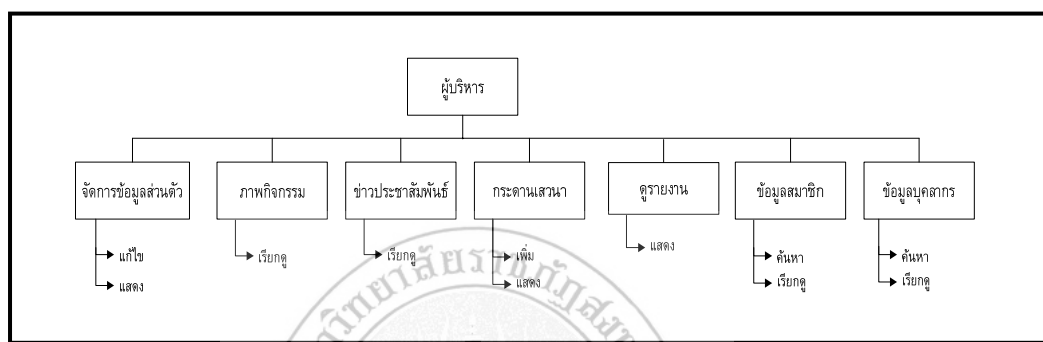 ผู้บริหาร
จัดการข้อมูลส่วนตัว
แก้ไข
แสดง
ภาพกิจกรรม
เรียกดู
ข่าวประชาสัมพันธ์
เรียกดู
กระดานเสวนา
เพิ่ม
แสดง
ดูรายงาน
แสดง
ข้อมูลสมาชิก
ค้นหา
เรียกดู
ข้อมูลบุคลากร
ค้นหา
เรียกดู